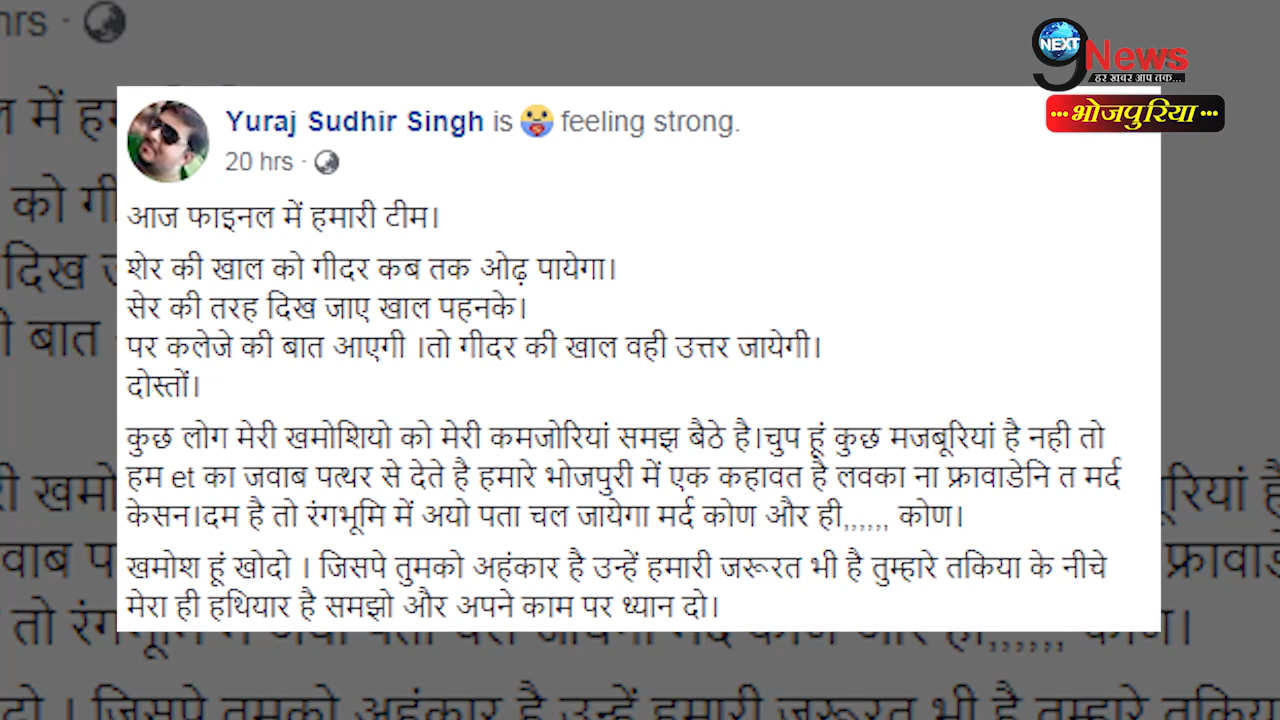 NEXT
9 News
हर खबर आप तक...
...भोजपुरिया...
Yuraj Sudhir Singh is feeling strong.
20 hrs ·
आज फाइनल में हमारी टीम।
शेर की खाल को गीदर कब तक ओढ़ पायेगा।
सेर की तरह दिख जाए खाल पहनके।
पर कलेजे की बात आएगी ।तो गीदर की खाल वही उत्तर जायेगी।
दोस्तों।
कुछ लोग मेरी खमोशियो को मेरी कमजोरियां समझ बैठे है।चुप हूं कुछ मजबूरियां है नही तो
हम et का जवाब पत्थर से देते है हमारे भोजपुरी में एक कहावत है लवका ना फ्रावाडेनि त मर्द
केसन।दम है तो रंगभूमि में अयो पता चल जायेगा मर्द कोण और ही,,,,,, कोण।
खमोश हूं खोदो । जिसपे तुमको अहंकार है उन्हें हमारी जरूरत भी है तुम्हारे तकिया के नीचे
मेरा ही हथियार है समझो और अपने काम पर ध्यान दो।